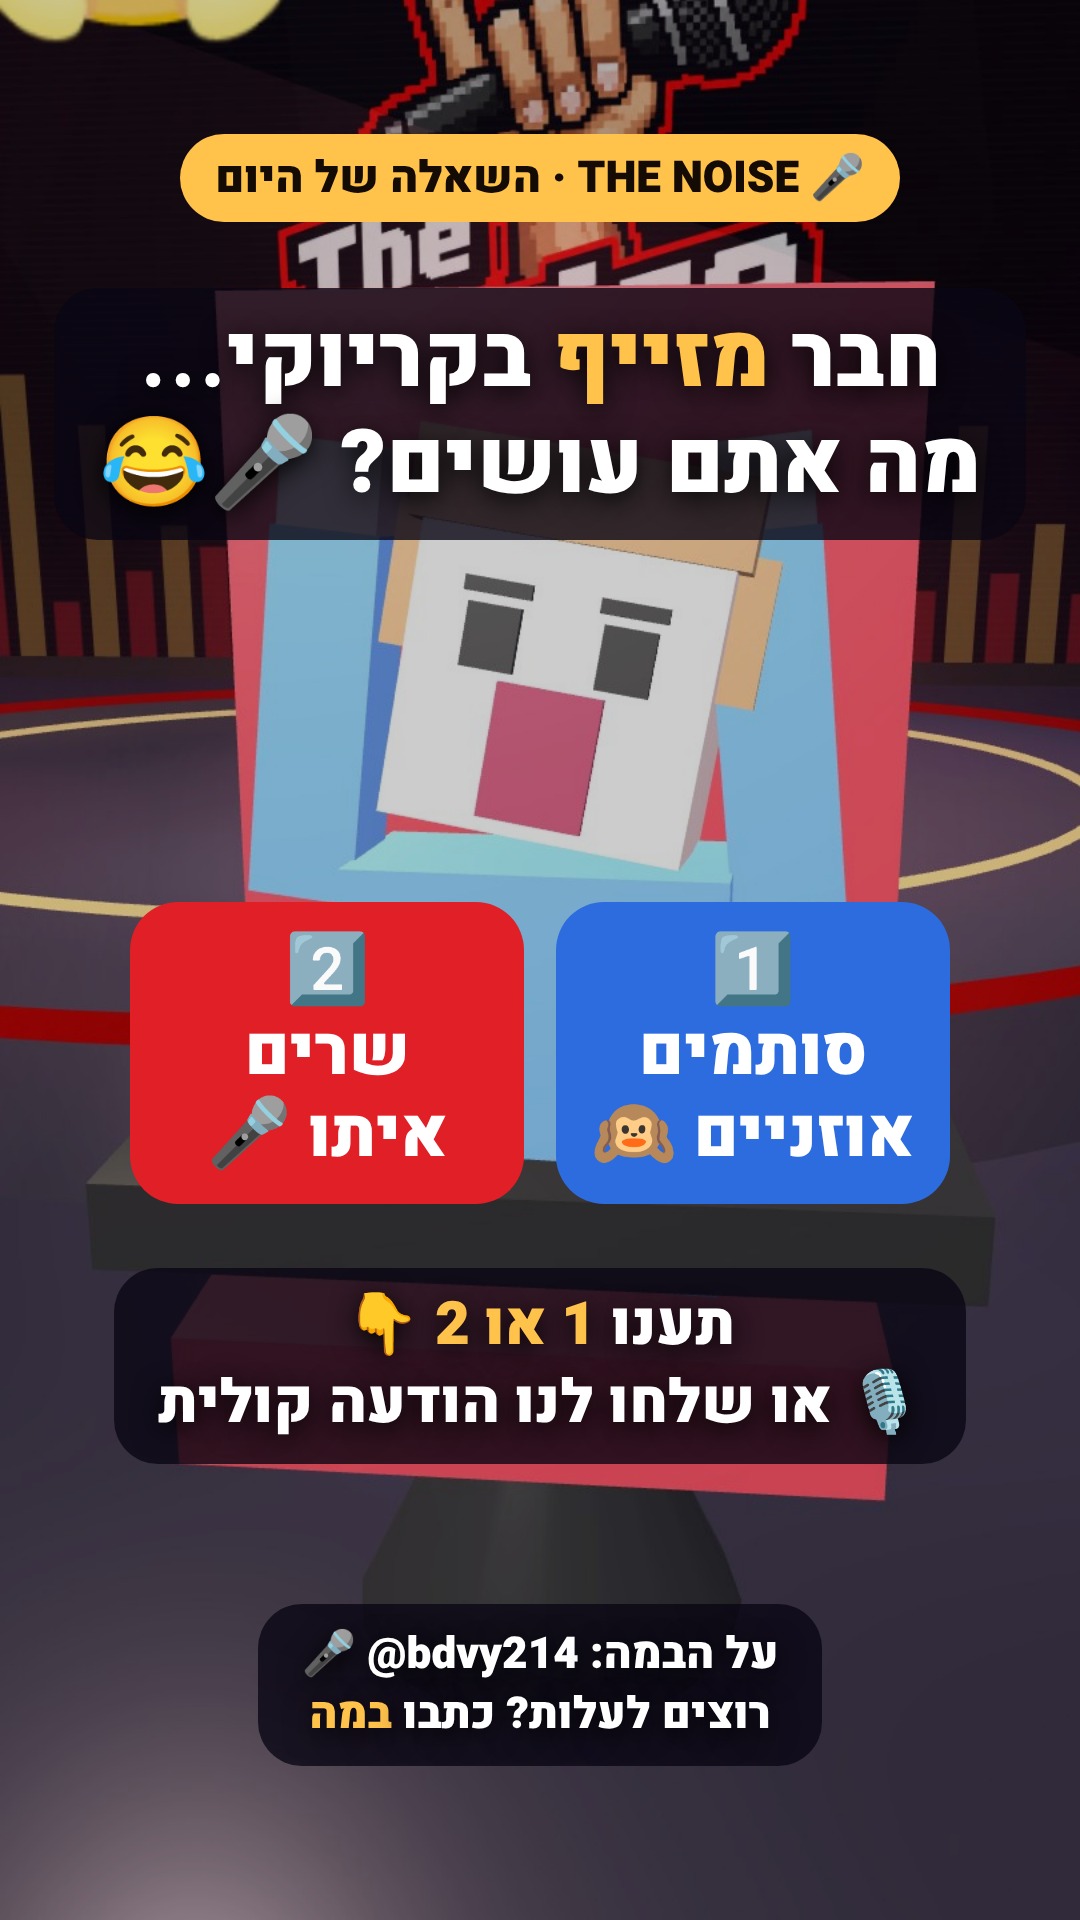 🎤 THE NOISE · השאלה של היום
The
חבר מזייף בקריוקי...
מה אתם עושים? 🎤😂
1️⃣
סותמים
אוזניים 🙉
2️⃣
שרים
איתו 🎤
תענו 1 או 2 👇
🎙️ או שלחו לנו הודעה קולית
על הבמה: @bdvy214 🎤
רוצים לעלות? כתבו במה